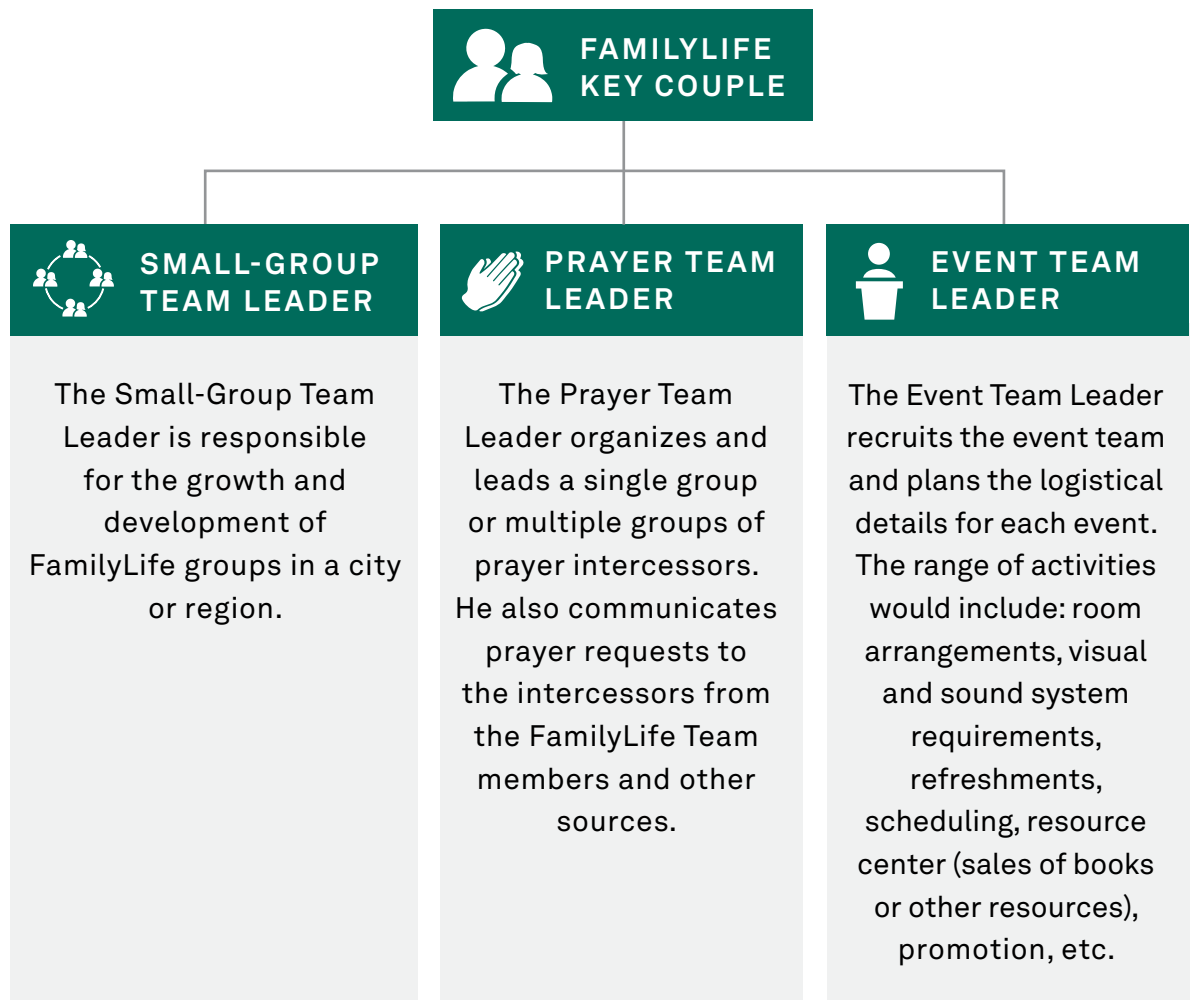 FAMILYLIFE
KEY COUPLE
SMALL-GROUP
TEAM LEADER
The Small-Group Team
Leader is responsible
for the growth and
development of
FamilyLife groups in a city
or region.
PRAYER TEAM
LEADER
The Prayer Team
Leader organizes and
leads a single group
or multiple groups of
prayer intercessors.
He also communicates
prayer requests to
the intercessors from
the FamilyLife Team
members and other
sources.
EVENT TEAM
LEADER
The Event Team Leader
recruits the event team
and plans the logistical
details for each event.
The range of activities
would include: room
arrangements, visual
and sound system
requirements,
refreshments,
scheduling, resource
center (sales of books
or other resources),
promotion, etc.